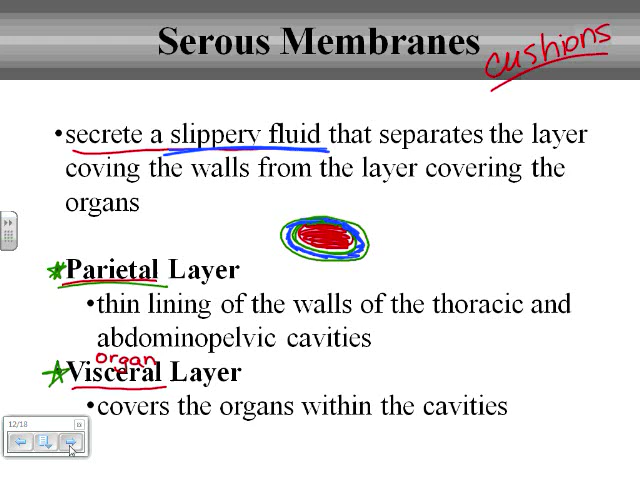 Serous Membranes
cushions
•secrete a slippery fluid that separates the layer
coving the walls from the layer covering the
organs
Parietal Layer
•thin lining of the walls of the thoracic and
abdominopelvic cavities
organ
Visceral Layer
•covers the organs within the cavities
12/18